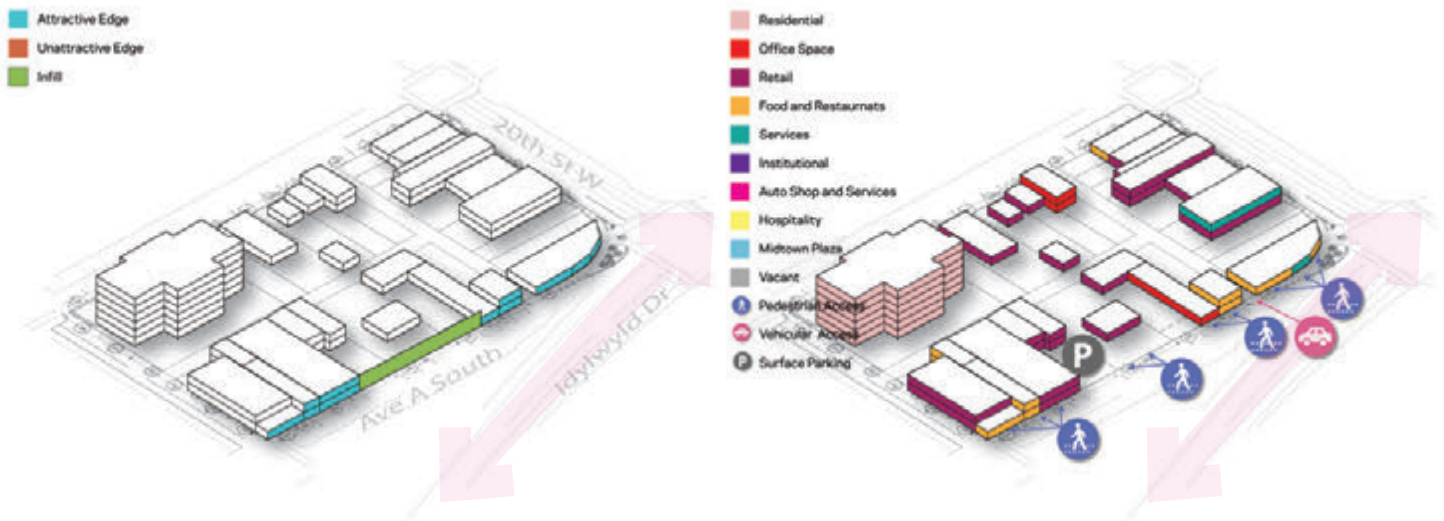 Attractive Edge
Unattractive Edge
Infill
20th St W
Ave A South
Idylwyld Dr
Residential
Office Space
Retail
Food and Restaurnats
Services
Institutional
Auto Shop and Services
Hospitality
Midtown Plaza
Vacant
Pedestrian Access
Vehicular Access
P Surface Parking
P